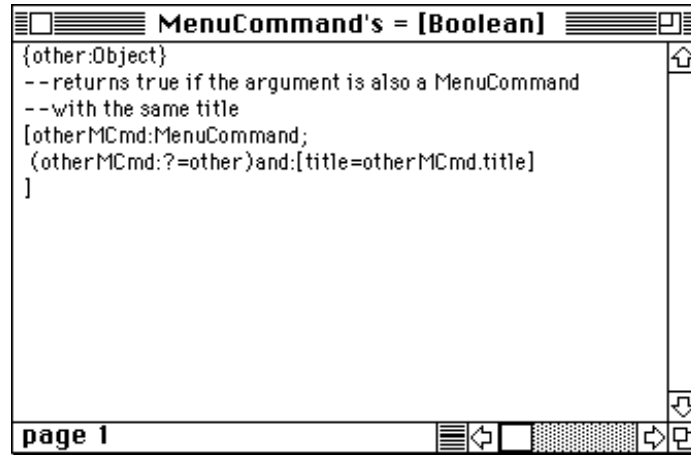 MenuCommand's = [Boolean]
{other:Object}
--returns true if the argument is also a MenuCommand
--with the same title
[otherMCmd:MenuCommand;
 (otherMCmd:?=other)and:[title=otherMCmd.title]
]
page 1